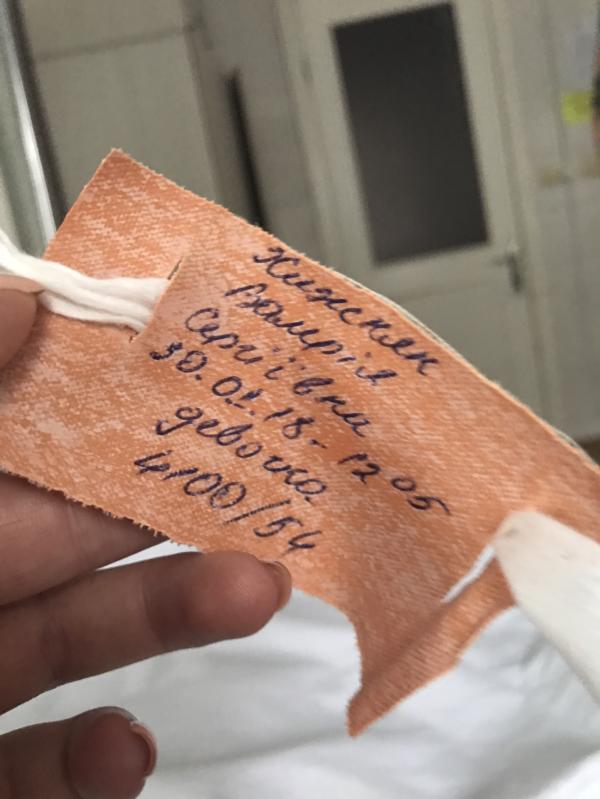 Валерія
Сергіївна
30.01.18 - 12 05
девочка
4100/54